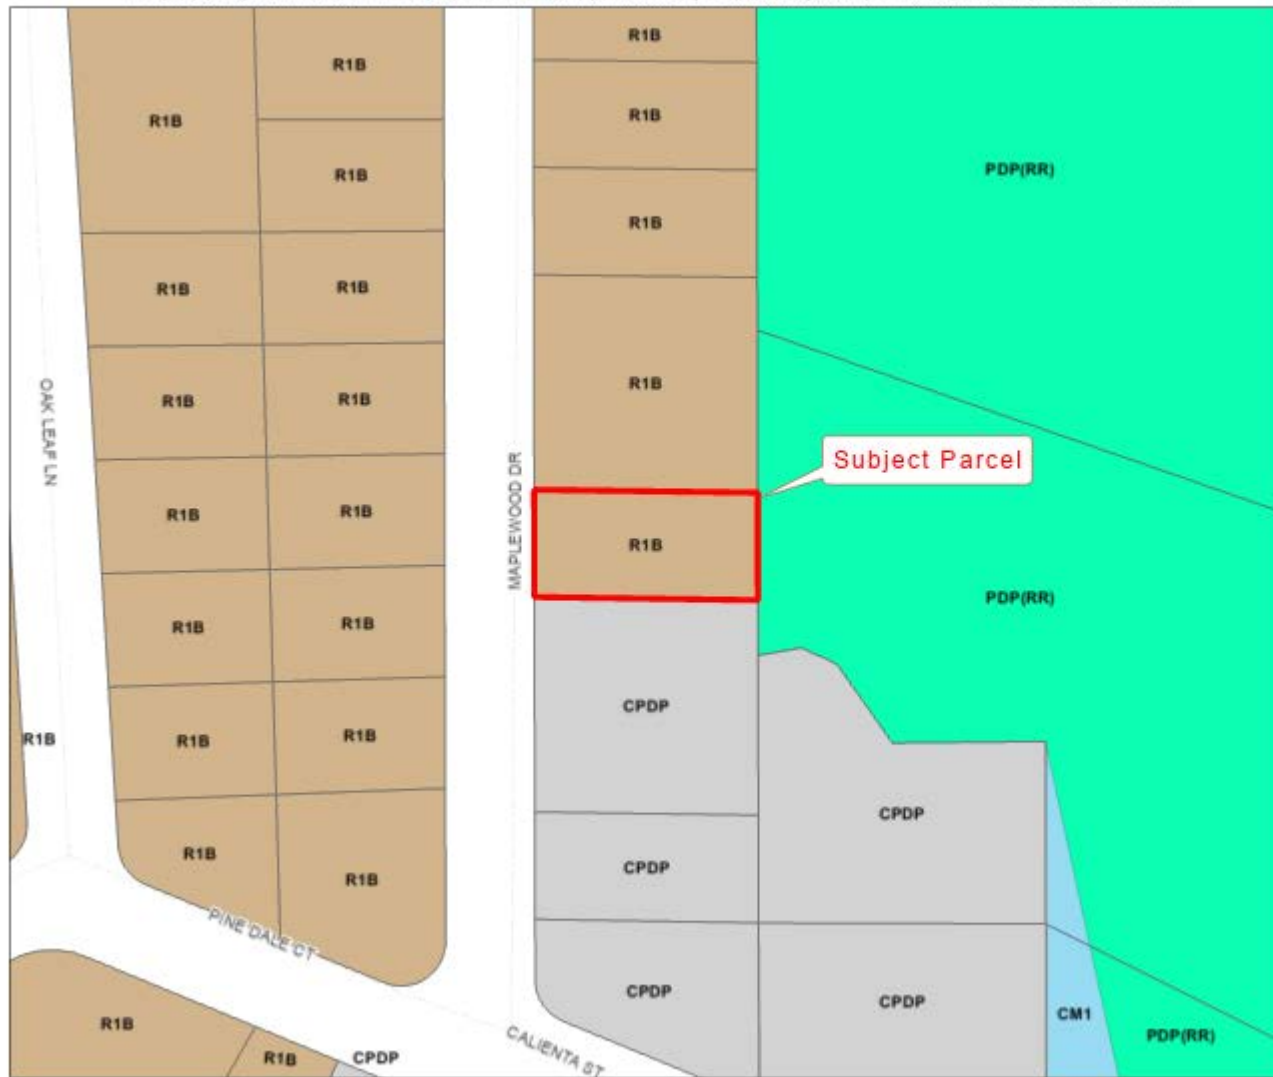 R1B
R1B
R1B
R1B
R1B
PDP(RR)
R1B
R1B
R1B
R1B
R1B
R1B
R1B
OAK LEAF LN
MAPLEWOOD DR
Subject Parcel
R1B
R1B
R1B
PDP(RR)
R1B
R1B
CPDP
R1B
R1B
R1B
CPDP
R1B
CPDP
R1B
PINE DALE CT
CPDP
CPDP
CM1
R1B
PDP(RR)
CALIENTA ST
R1B
CPDP